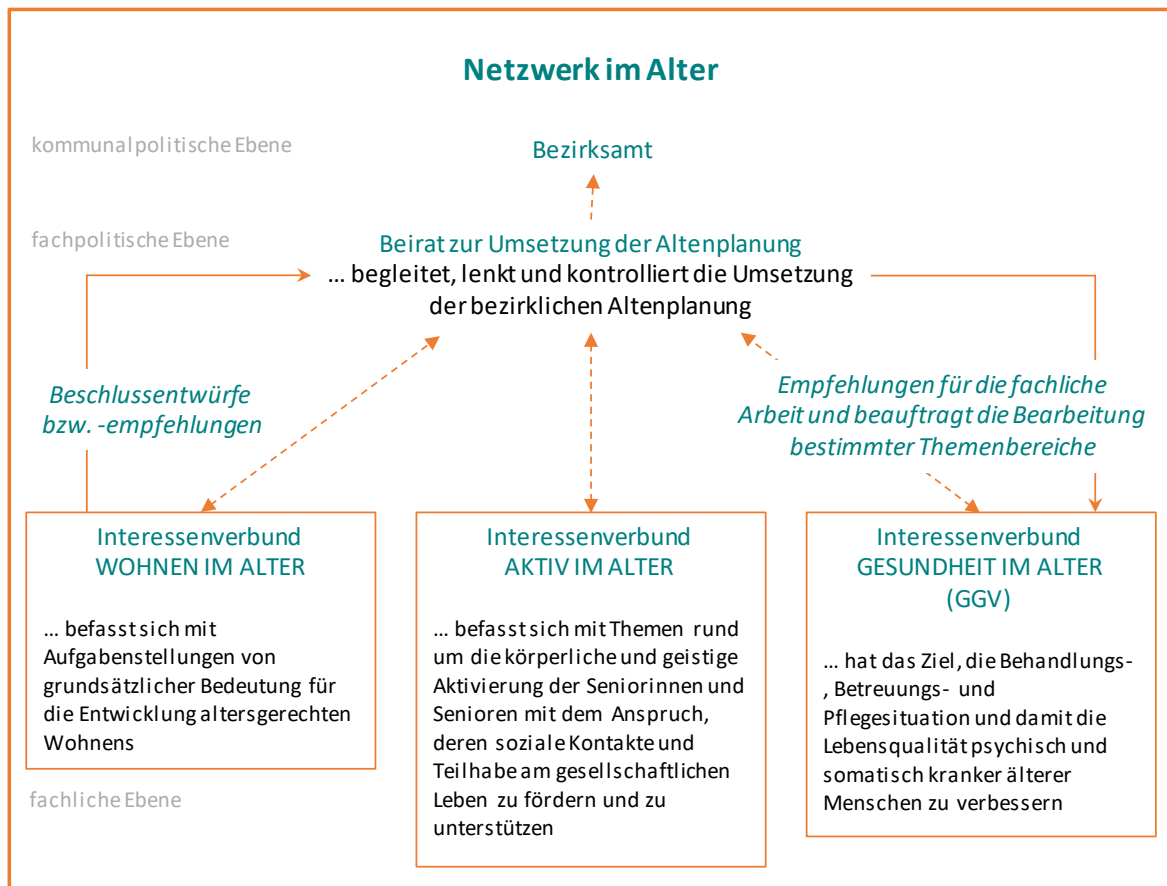 Netzwerk im Alter
kommunalpolitische Ebene
Bezirksamt
fachpolitische Ebene
Beirat zur Umsetzung der Altenplanung
... begleitet, lenkt und kontrolliert die Umsetzung
der bezirklichen Altenplanung
Beschlussentwürfe
bzw. -empfehlungen
Empfehlungen für die fachliche
Arbeit und beauftragt die Bearbeitung
bestimmter Themenbereiche
Interessenverbund
WOHNEN IM ALTER
... befasst sich mit
Aufgabenstellungen von
grundsätzlicher Bedeutung für
die Entwicklung altersgerechten
Wohnens
Interessenverbund
AKTIV IM ALTER
... befasst sich mit Themen rund
um die körperliche und geistige
Aktivierung der Seniorinnen und
Senioren mit dem Anspruch,
deren soziale Kontakte und
Teilhabe am gesellschaftlichen
Leben zu fördern und zu
unterstützen
Interessenverbund
GESUNDHEIT IM ALTER
(GGV)
... hat das Ziel, die Behandlungs-
, Betreuungs- und
Pflegesituation und damit die
Lebensqualität psychisch und
somatisch kranker älterer
Menschen zu verbessern
fachliche Ebene